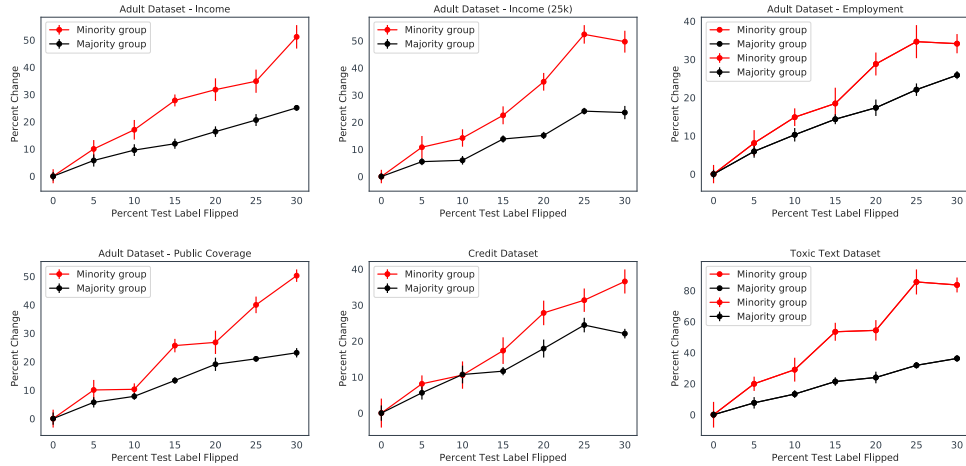 Adult Dataset - Income
Percent Change
50
40
30
20
10
0
Minority group
Majority group
0 5 10 15 20 25 30
Percent Test Label Flipped
Adult Dataset - Income (25k)
Percent Change
50
40
30
20
10
0
Minority group
Majority group
0 5 10 15 20 25 30
Percent Test Label Flipped
Adult Dataset - Employment
Percent Change
40
30
20
10
0
Minority group
Majority group
Minority group
Majority group
0 5 10 15 20 25 30
Percent Test Label Flipped
Adult Dataset - Public Coverage
Percent Change
50
40
30
20
10
0
Minority group
Majority group
0 5 10 15 20 25 30
Percent Test Label Flipped
Credit Dataset
Percent Change
40
30
20
10
0
Minority group
Majority group
0 5 10 15 20 25 30
Percent Test Label Flipped
Toxic Text Dataset
Percent Change
80
60
40
20
0
Minority group
Majority group
Minority group
Majority group
0 5 10 15 20 25 30
Percent Test Label Flipped